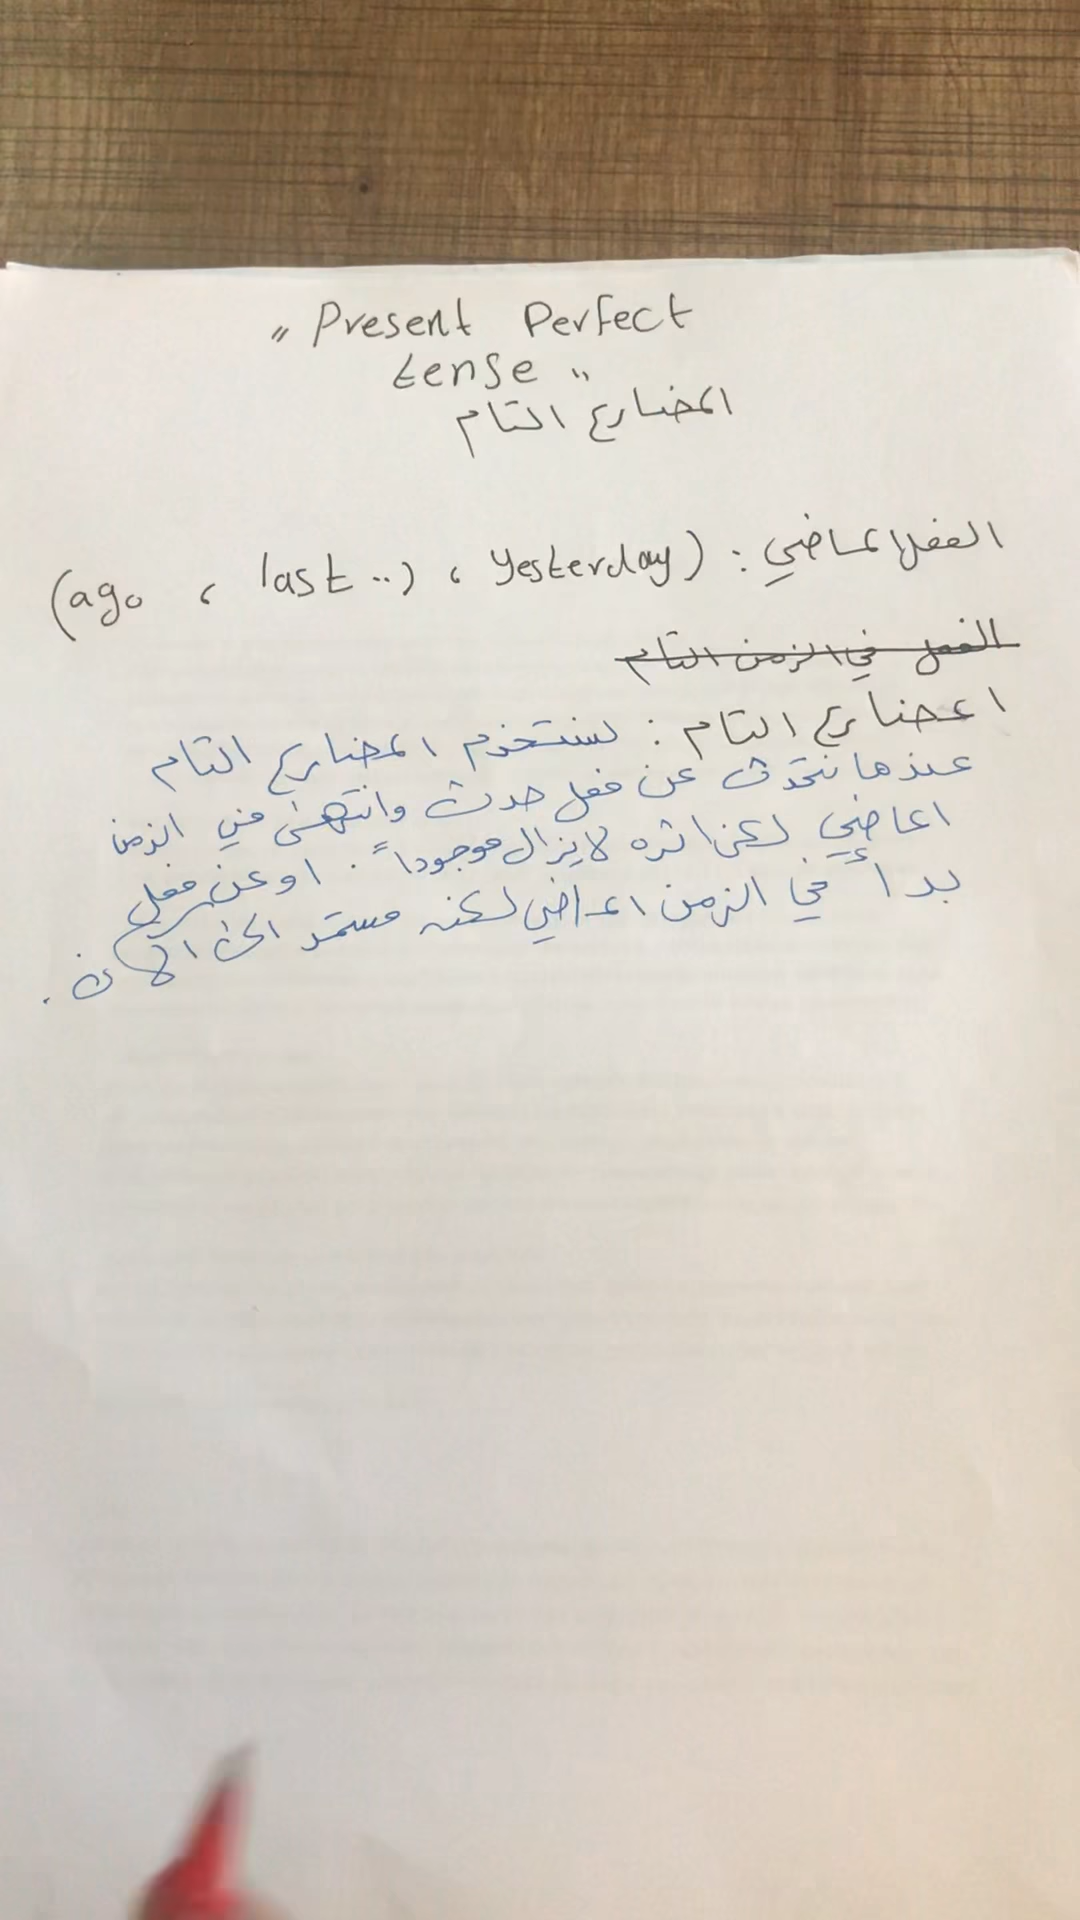 " Present Perfect
tense "
المضارع التام
الفعل الماضي : (ago ، last ..، ، yesterday)
الفعل في الزمن التام
المضارع التام : نستخدم المضارع التام
عندما نتحدث عن فعل حدث وانتهى في الزمن
الماضي لكن اثره لا يزال موجوداً . او عن فعل
بدأ في الزمن الماضي لكنه مستمر الى الآن .